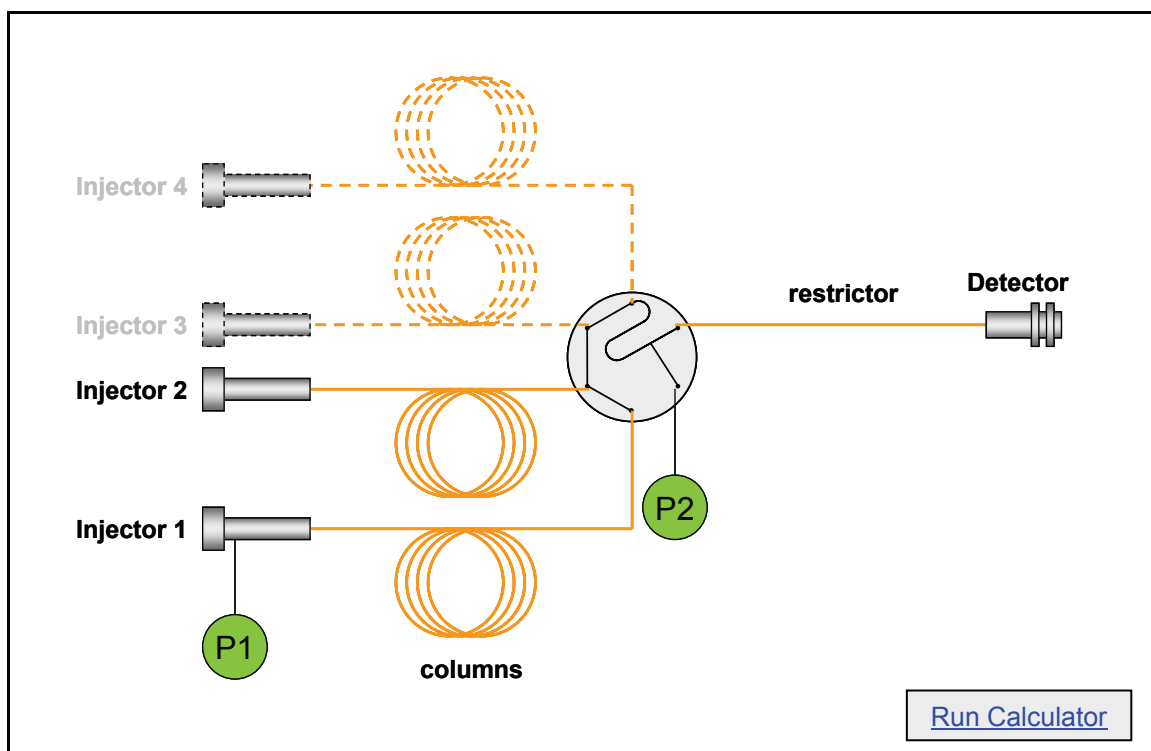 Injector 4
Injector 3
restrictor
Detector
Injector 2
P2
Injector 1
P1
columns
Run Calculator